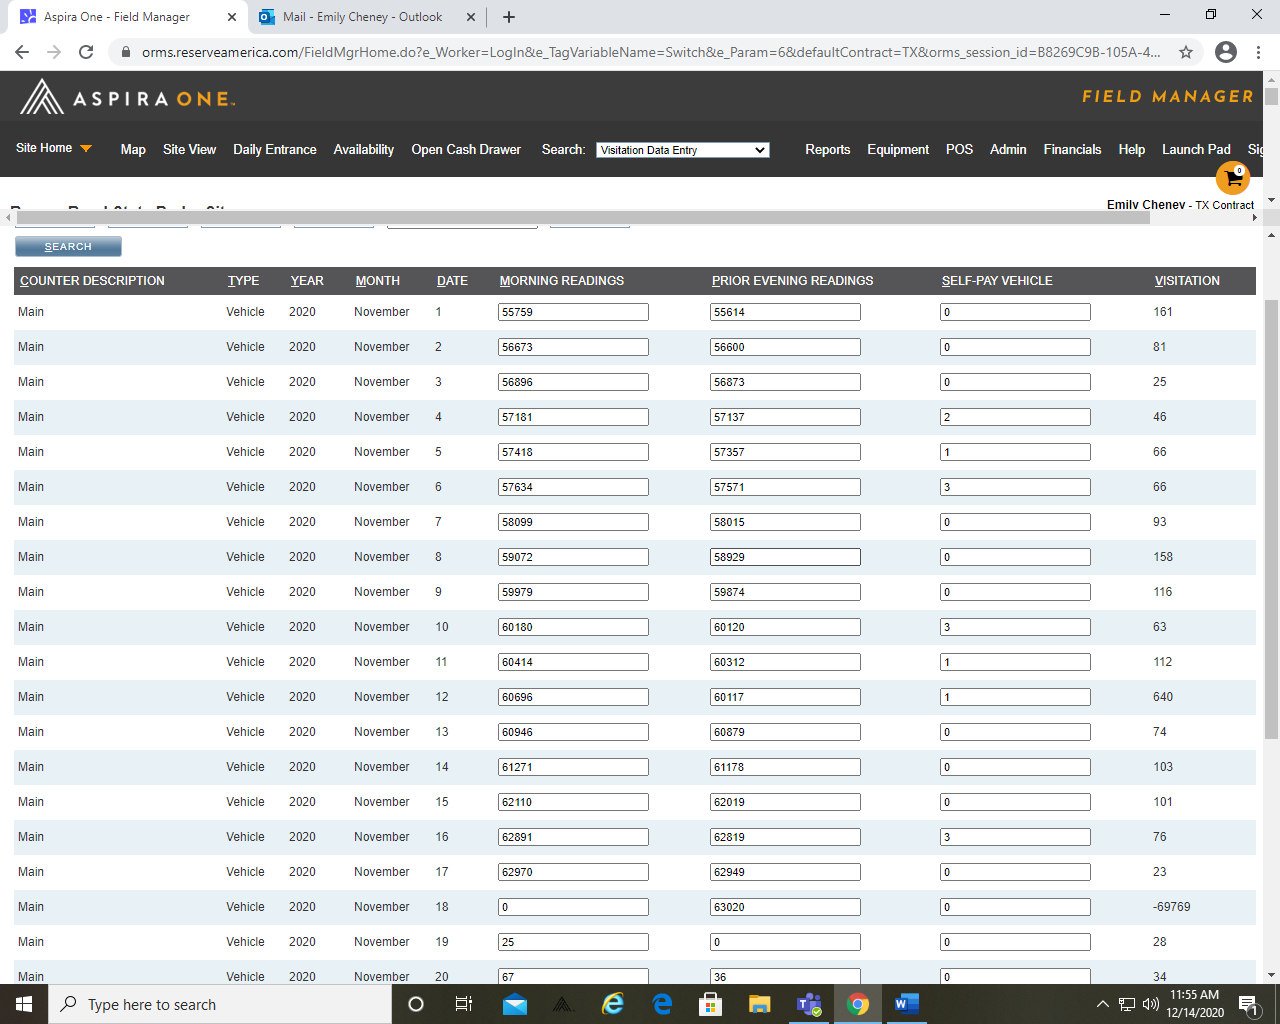 Aspira One - Field Manager
Mail - Emily Cheney - Outlook
orms.reserveamerica.com/FieldMgrHome.do?e_Worker=LogIn&e_TagVariableName=Switch&e_Param=6&defaultContract=TX&orms_session_id=B8269C9B-105A-4...
ASPIRA ONE
FIELD MANAGER
Site Home Map Site View Daily Entrance Availability Open Cash Drawer Search: Visitation Data Entry Reports Equipment POS Admin Financials Help Launch Pad Sig
0
Emily Cheney - TX Contract
SEARCH
COUNTER DESCRIPTION TYPE YEAR MONTH DATE MORNING READINGS PRIOR EVENING READINGS SELF-PAY VEHICLE VISITATION
Main Vehicle 2020 November 1 55759 55614 0 161
Main Vehicle 2020 November 2 56673 56600 0 81
Main Vehicle 2020 November 3 56896 56873 0 25
Main Vehicle 2020 November 4 57181 57137 2 46
Main Vehicle 2020 November 5 57418 57357 1 66
Main Vehicle 2020 November 6 57634 57571 3 66
Main Vehicle 2020 November 7 58099 58015 0 93
Main Vehicle 2020 November 8 59072 58929 0 158
Main Vehicle 2020 November 9 59979 59874 0 116
Main Vehicle 2020 November 10 60180 60120 3 63
Main Vehicle 2020 November 11 60414 60312 1 112
Main Vehicle 2020 November 12 60696 60117 1 640
Main Vehicle 2020 November 13 60946 60879 0 74
Main Vehicle 2020 November 14 61271 61178 0 103
Main Vehicle 2020 November 15 62110 62019 0 101
Main Vehicle 2020 November 16 62891 62819 3 76
Main Vehicle 2020 November 17 62970 62949 0 23
Main Vehicle 2020 November 18 0 63020 0 -69769
Main Vehicle 2020 November 19 25 0 0 28
Main Vehicle 2020 November 20 67 36 0 34
Type here to search
11:55 AM
12/14/2020
1